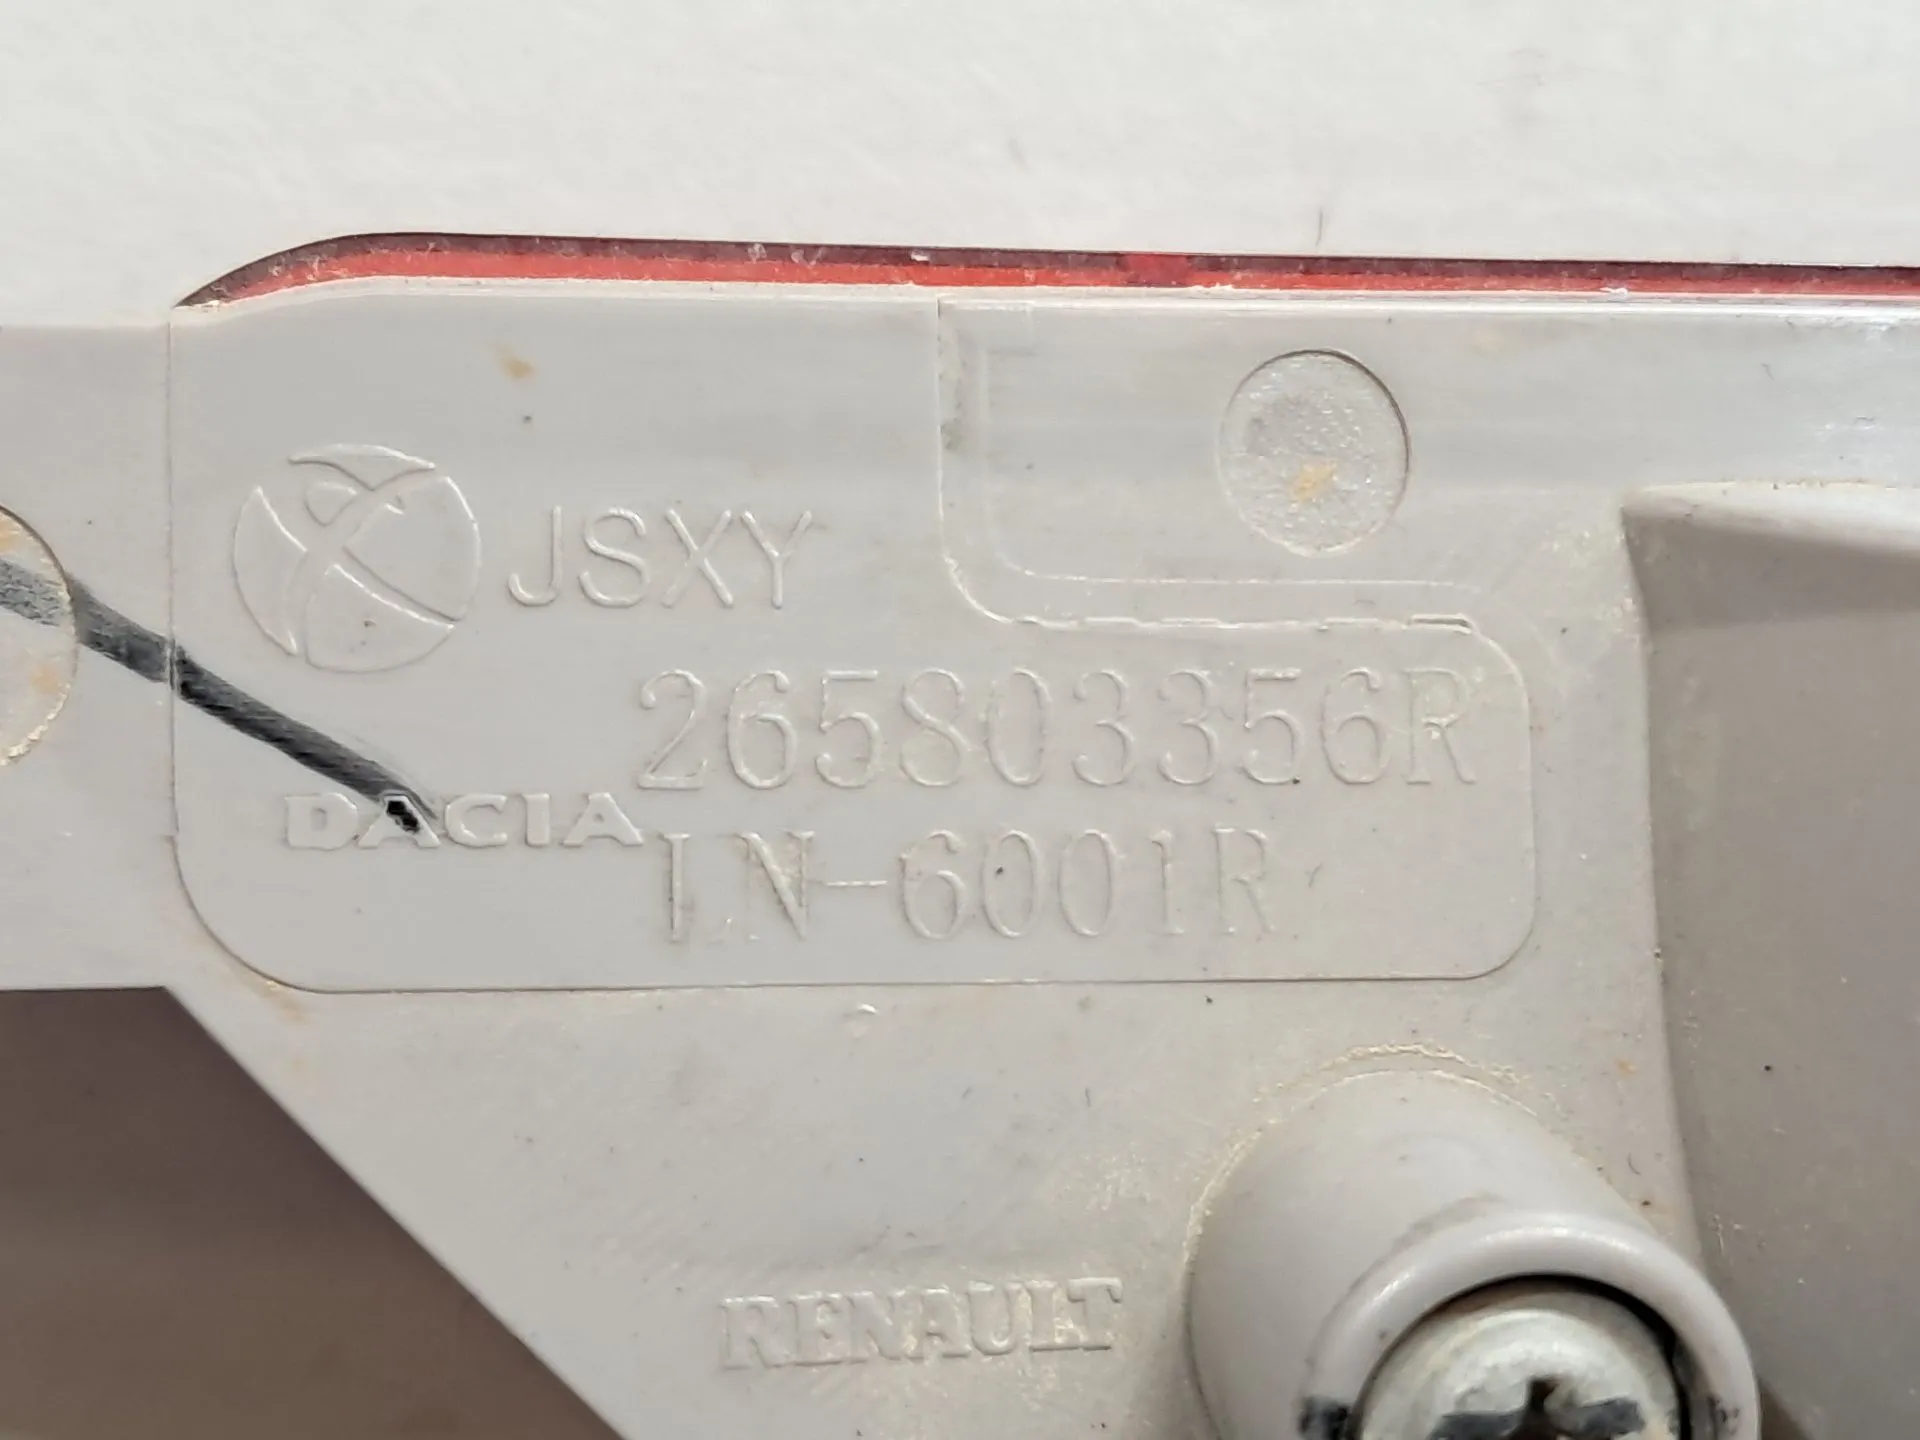 JSXY
265803356R
DACIA
LN-6001R
RENAULT